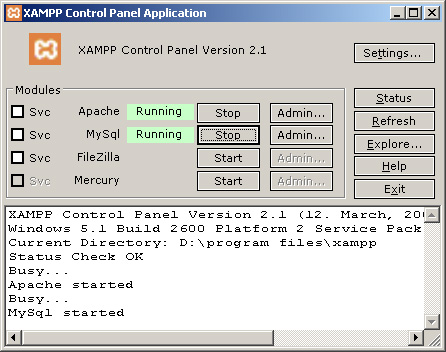 XAMPP Control Panel Application
XAMPP Control Panel Version 2.1
Settings...
Modules
Svc Apache Running Stop Admin...
Svc MySql Running Stop Admin...
Svc FileZilla Start Admin...
Svc Mercury Start Admin...
Status
Refresh
Explore...
Help
Exit
XAMPP Control Panel Version 2.1 (12. March,
Windows 5.1 Build 2600 Platform 2 Service Pack
Current Directory: D:\program files\xampp
Status Check OK
Busy...
Apache started
Busy...
MySql started